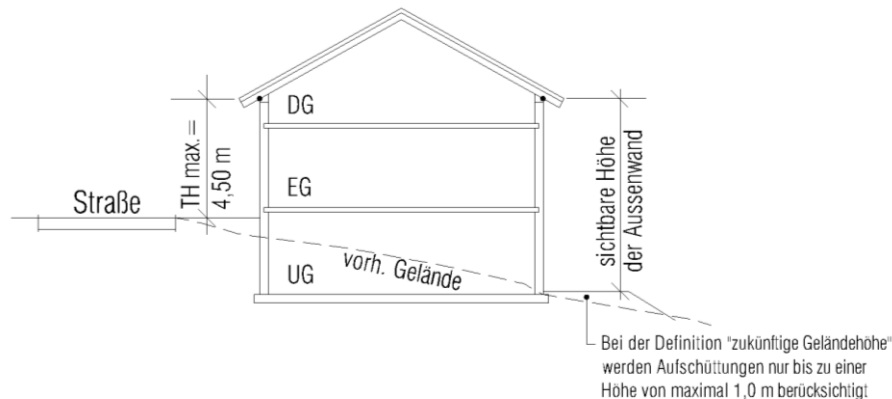 DG
TH max. =
4,50 m
Straße
EG
sichtbare Höhe
der Aussenwand
vorh. Gelände
UG
Bei der Definition "zukünftige Geländehöhe"
werden Aufschüttungen nur bis zu einer
Höhe von maximal 1,0 m berücksichtigt